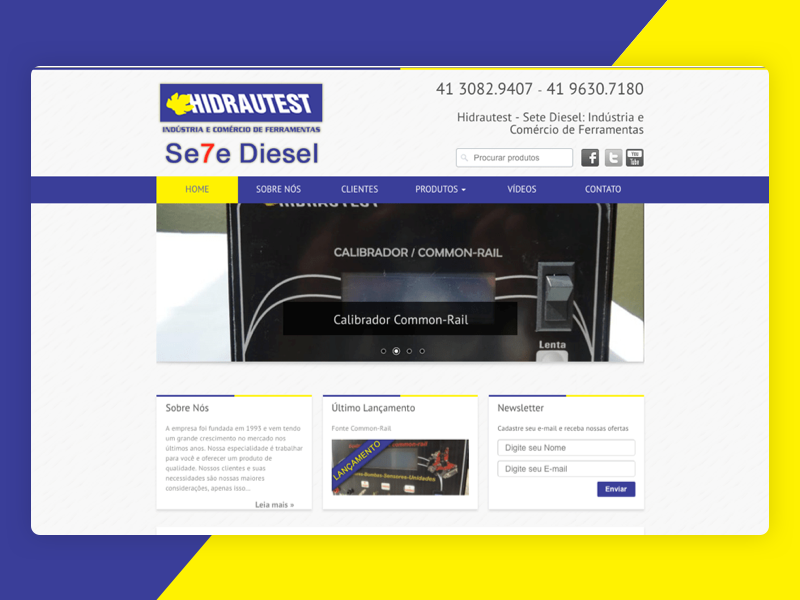 HIDRAUTEST
INDÚSTRIA E COMÉRCIO DE FERRAMENTAS
Se7e Diesel
41 3082.9407 - 41 9630.7180
Hidrautest - Sete Diesel: Indústria e
Comércio de Ferramentas
Procurar produtos
f
t
You
Tube
HOME
SOBRE NÓS
CLIENTES
PRODUTOS
VÍDEOS
CONTATO
HIDRAUTEST
CALIBRADOR / COMMON-RAIL
Calibrador Common-Rail
Lenta
Sobre Nós
A empresa foi fundada em 1993 e vem tendo
um grande crescimento no mercado nos
últimos anos. Nossa especialidade é trabalhar
para você e oferecer um produto de
qualidade. Nossos clientes e suas
necessidades são nossas maiores
considerações, apenas isso...
Leia mais »
Último Lançamento
Fonte Common-Rail
LANÇAMENTO
common-rail
Bombas-Sensores-Unidades
Newsletter
Cadastre seu e-mail e receba nossas ofertas
Digite seu Nome
Digite seu E-mail
Enviar